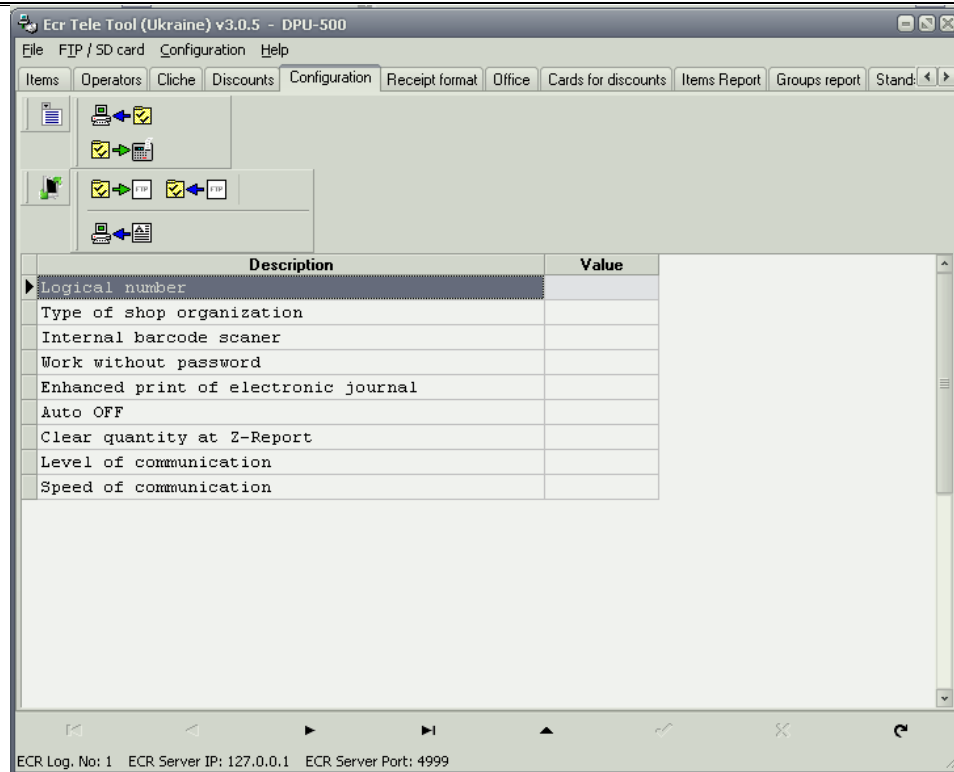 Ecr Tele Tool (Ukraine) v3.0.5 - DPU-500
File FTP / SD card Configuration Help
Items Operators Cliche Discounts Configuration Receipt format Office Cards for discounts Items Report Groups report Stand:
FTP FTP
Description Value
Logical number
Type of shop organization
Internal barcode scaner
Work without password
Enhanced print of electronic journal
Auto OFF
Clear quantity at Z-Report
Level of communication
Speed of communication
ECR Log. No: 1 ECR Server IP: 127.0.0.1 ECR Server Port: 4999